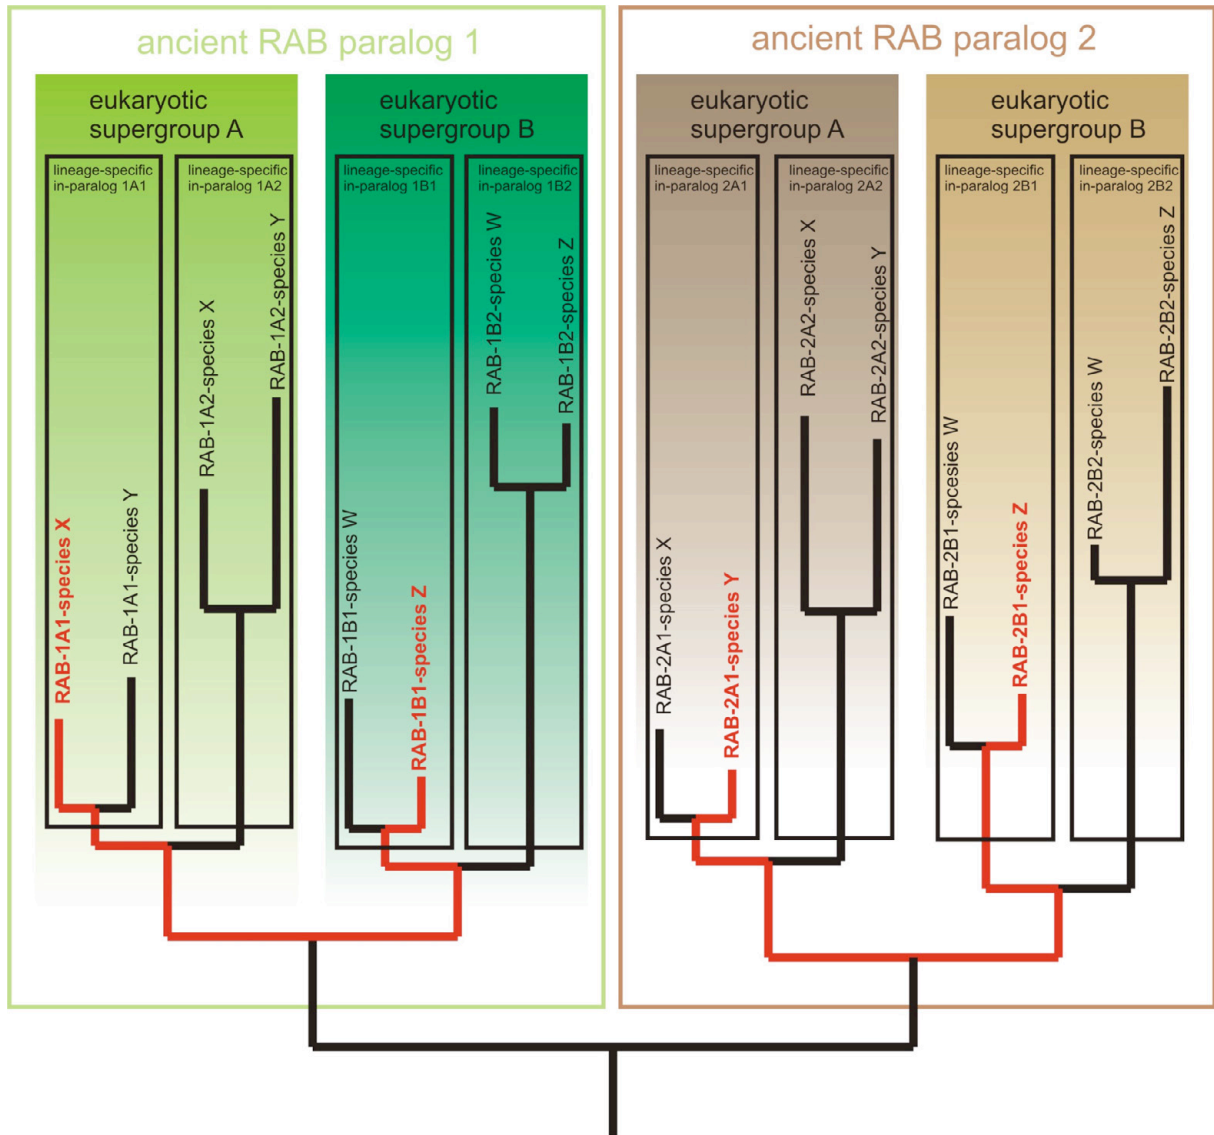 ancient RAB paralog 1
eukaryotic
supergroup A
lineage-specific
in-paralog 1A1
RAB-1A1-species X
RAB-1A1-species Y
lineage-specific
in-paralog 1A2
RAB-1A2-species X
RAB-1A2-species Y
eukaryotic
supergroup B
lineage-specific
in-paralog 1B1
RAB-1B1-species W
RAB-1B1-species Z
lineage-specific
in-paralog 1B2
RAB-1B2-species W
RAB-1B2-species Z
ancient RAB paralog 2
eukaryotic
supergroup A
lineage-specific
in-paralog 2A1
RAB-2A1-species X
RAB-2A1-species Y
lineage-specific
in-paralog 2A2
RAB-2A2-species X
RAB-2A2-species Y
eukaryotic
supergroup B
lineage-specific
in-paralog 2B1
RAB-2B1-spcesies W
RAB-2B1-species Z
lineage-specific
in-paralog 2B2
RAB-2B2-species W
RAB-2B2-species Z